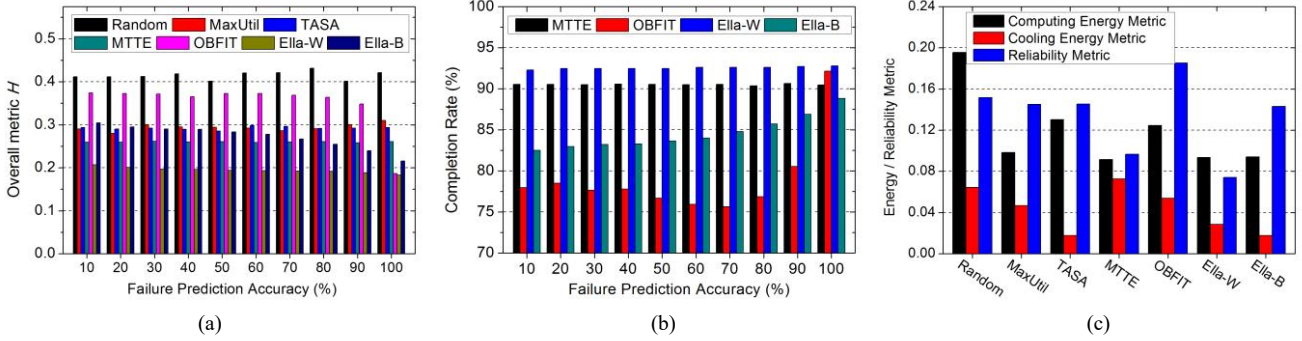 0.6
0.5
0.4
0.3
0.2
0.1
0.0
Overall metric H
Random MaxUtil TASA
MTTE OBFIT Ella-W Ella-B
10 20 30 40 50 60 70 80 90 100
Failure Prediction Accuracy (%)
(a)
100
95
90
85
80
75
70
Completion Rate (%)
MTTE OBFIT Ella-W Ella-B
10 20 30 40 50 60 70 80 90 100
Failure Prediction Accuracy (%)
(b)
0.24
0.20
0.16
0.12
0.08
0.04
0.00
Energy / Reliability Metric
Computing Energy Metric
Cooling Energy Metric
Reliability Metric
Random MaxUtil TASA MTTE OBFIT Ella-W Ella-B
(c)